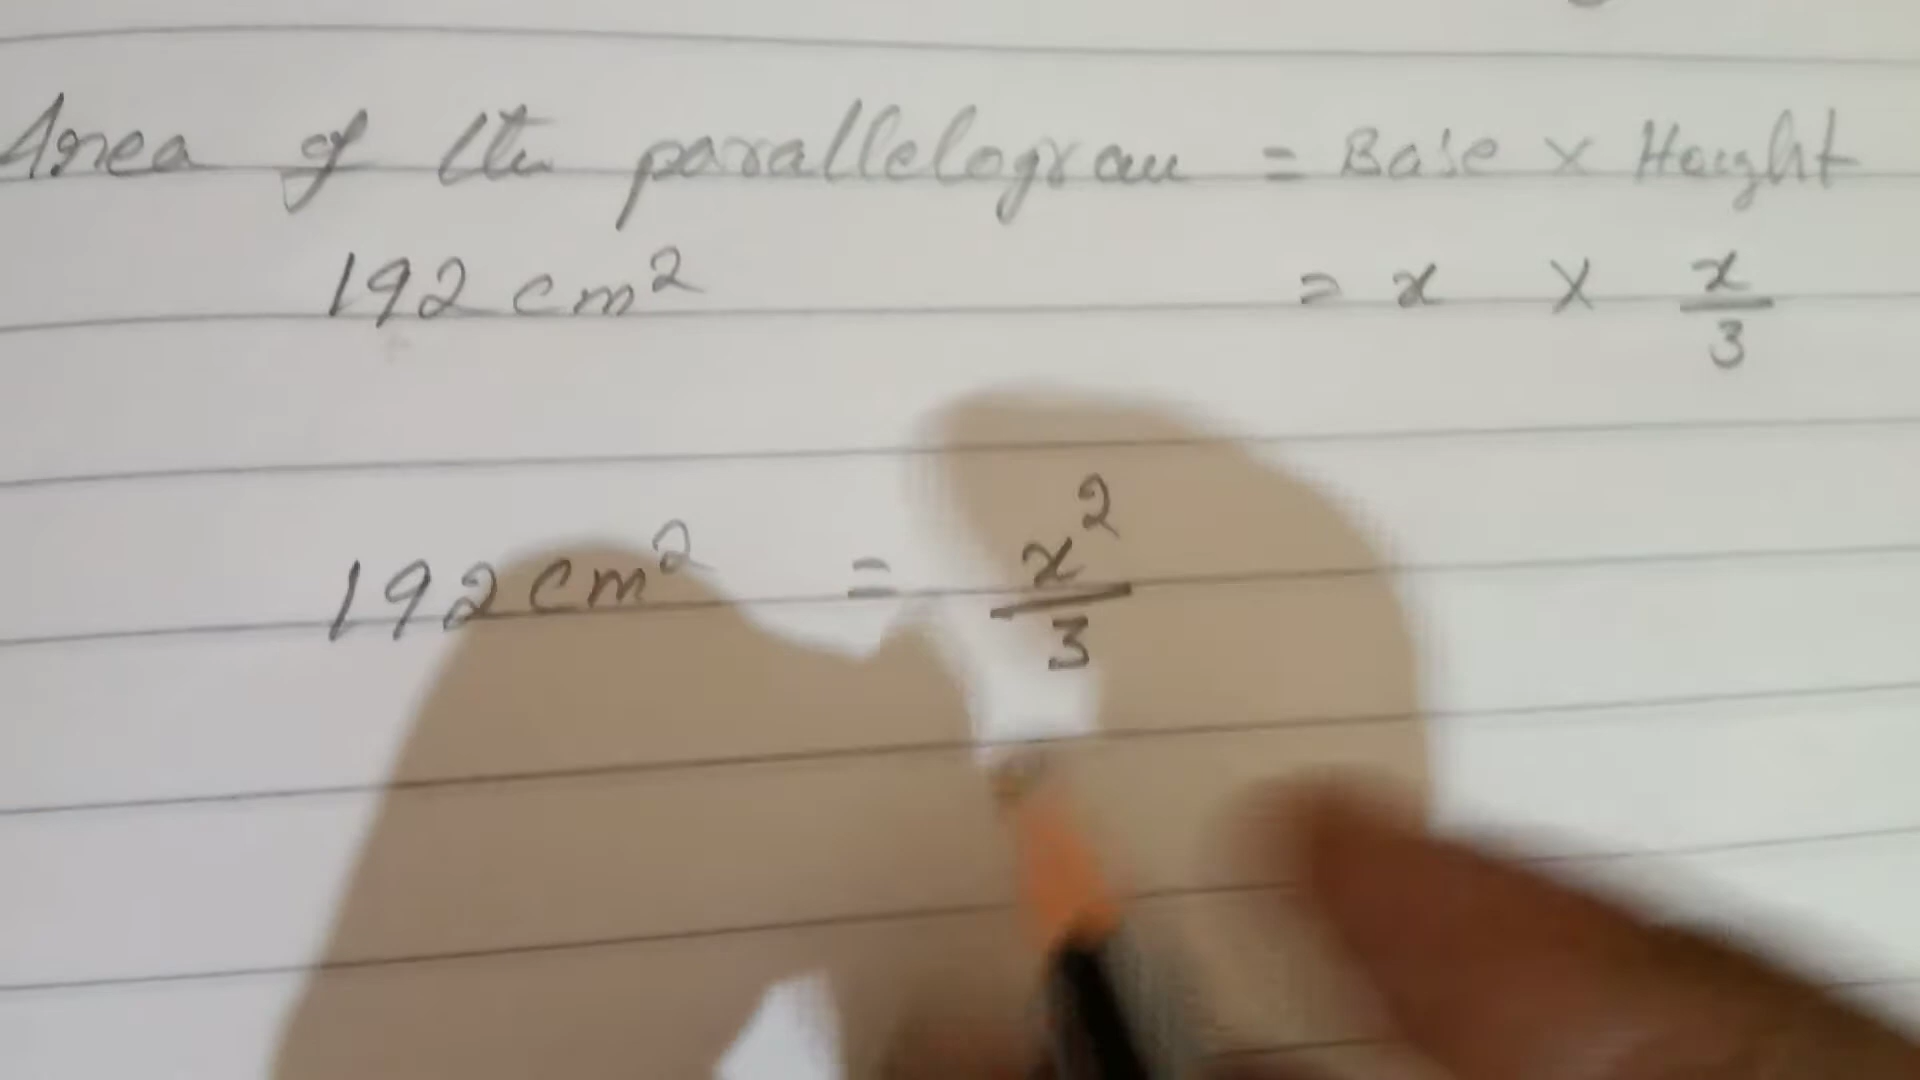 Area of the parallelogram = Base × Height
192 cm² = x × x/3
192 cm² = x²/3